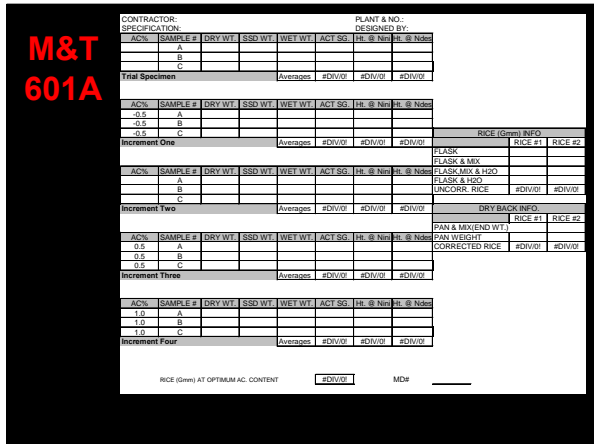 M&T
601A
CONTRACTOR: PLANT & NO.:
SPECIFICATION: DESIGNED BY:
AC% SAMPLE # DRY WT. SSD WT. WET WT. ACT SG. Ht. @ Nini Ht. @ Ndes
A
B
C
Trial Specimen Averages #DIV/0! #DIV/0! #DIV/0!
AC% SAMPLE # DRY WT. SSD WT. WET WT. ACT SG. Ht. @ Nini Ht. @ Ndes
-0.5 A
-0.5 B
-0.5 C
Increment One Averages #DIV/0! #DIV/0! #DIV/0!
AC% SAMPLE # DRY WT. SSD WT. WET WT. ACT SG. Ht. @ Nini Ht. @ Ndes
A
B
C
Increment Two Averages #DIV/0! #DIV/0! #DIV/0!
AC% SAMPLE # DRY WT. SSD WT. WET WT. ACT SG. Ht. @ Nini Ht. @ Ndes
0.5 A
0.5 B
0.5 C
Increment Three Averages #DIV/0! #DIV/0! #DIV/0!
AC% SAMPLE # DRY WT. SSD WT. WET WT. ACT SG. Ht. @ Nini Ht. @ Ndes
1.0 A
1.0 B
1.0 C
Increment Four Averages #DIV/0! #DIV/0! #DIV/0!
RICE (Gmm) INFO
RICE #1 RICE #2
FLASK
FLASK & MIX
FLASK,MIX & H2O
FLASK & H2O
UNCORR. RICE #DIV/0! #DIV/0!
DRY BACK INFO.
RICE #1 RICE #2
PAN & MIX(END WT.)
PAN WEIGHT
CORRECTED RICE #DIV/0! #DIV/0!
RICE (Gmm) AT OPTIMUM AC. CONTENT #DIV/0! MD#